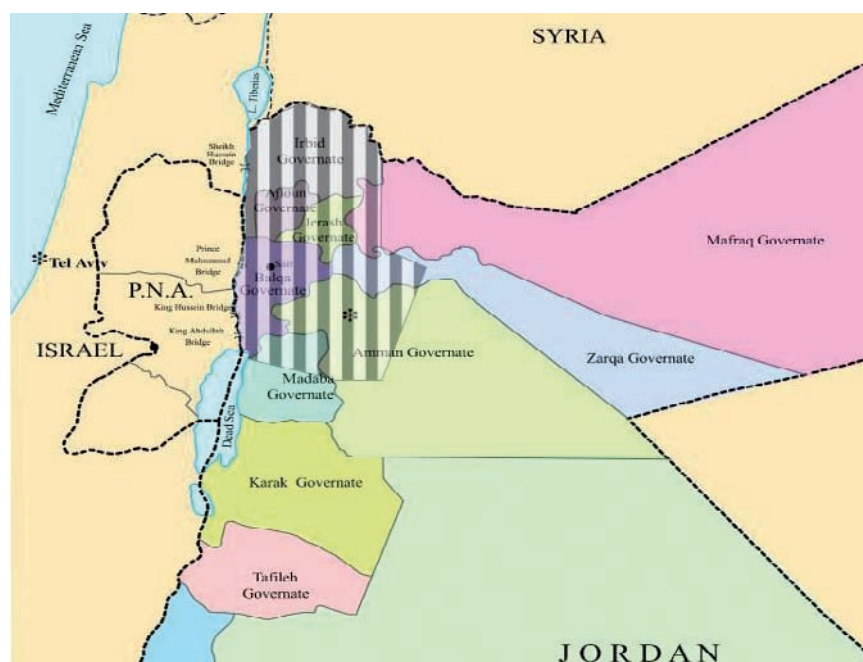 Mediterranean Sea
SYRIA
L. Tiberias
Sheikh
Hussein
Bridge
Irbid
Governate
Ajloun
Governate
Jerash
Governate
Mafraq Governate
Tel Aviv
Prince
Muhammad
Bridge
Salt
Balqa
Governate
P.N.A.
King Hussein Bridge
King Abdullah
Bridge
ISRAEL
Amman Governate
Zarqa Governate
Madaba
Governate
Dead Sea
Karak Governate
Tafileh
Governate
JORDAN